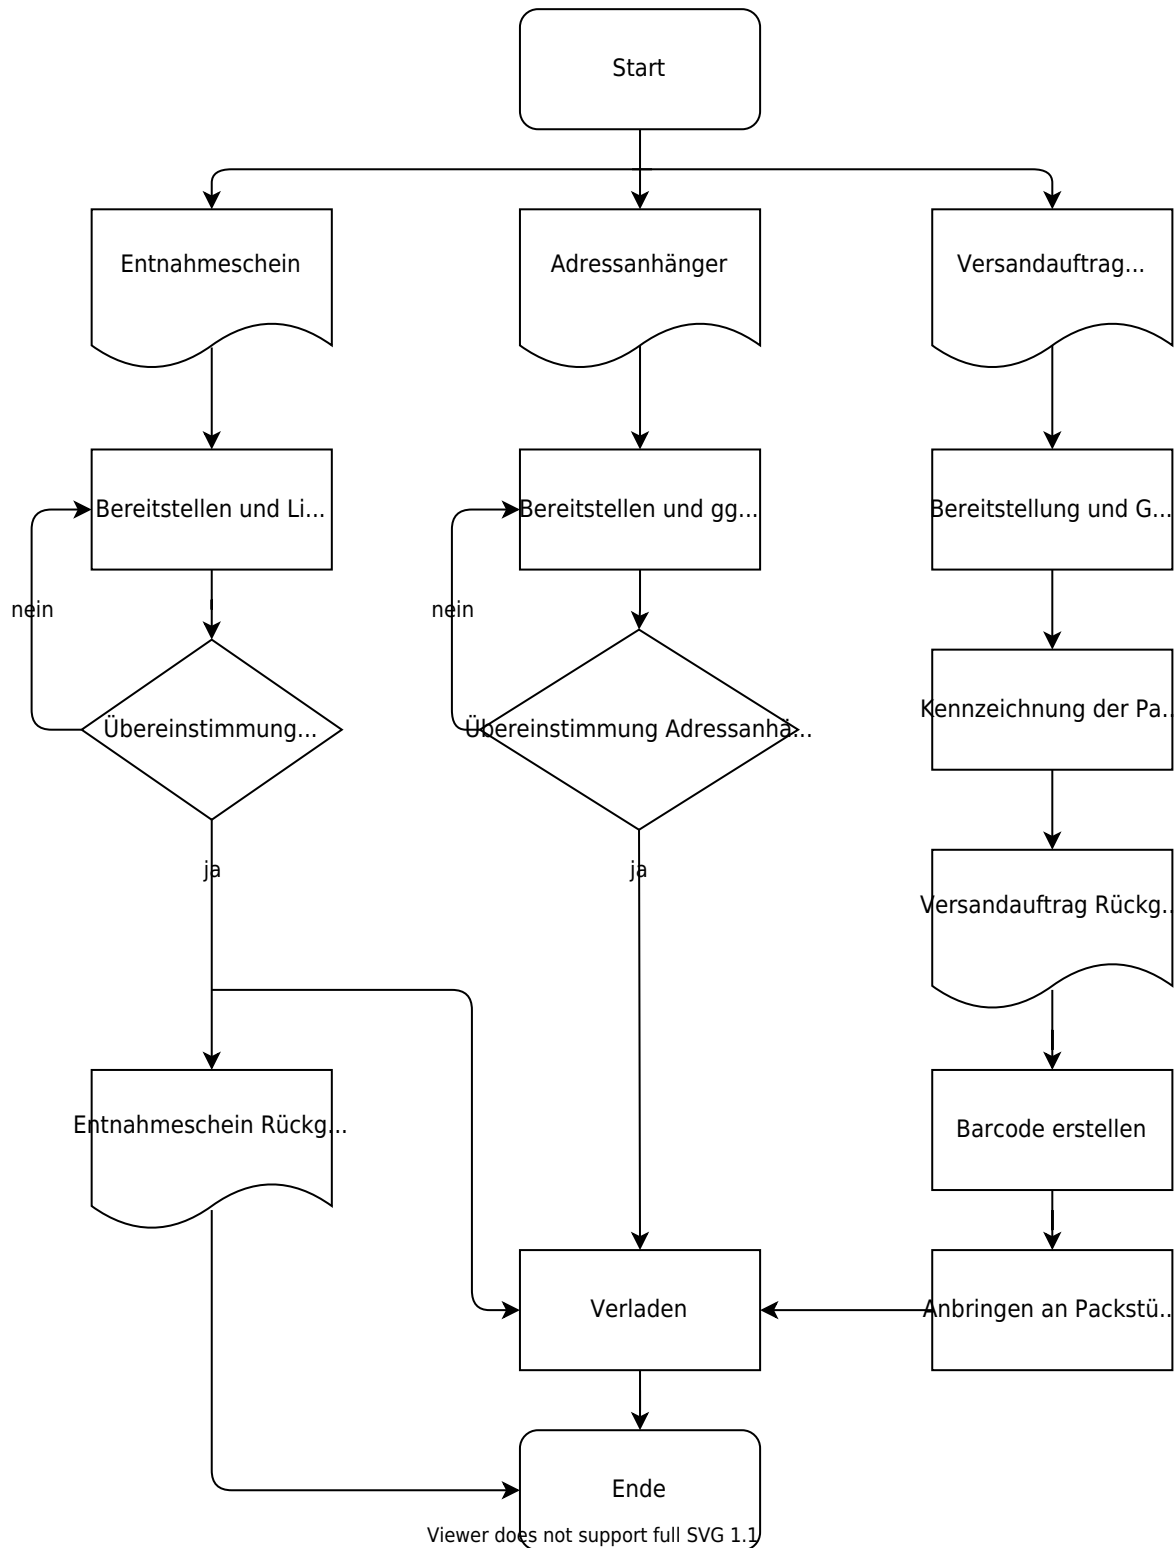 Start
Entnahmeschein
Adressanhänger
Versandauftrag...
Bereitstellen und Li...
Bereitstellen und gg...
Bereitstellung und G...
nein
nein
Übereinstimmung...
Übereinstimmung Adressanhä...
Kennzeichnung der Pa...
ja
ja
Versandauftrag Rückg...
Entnahmeschein Rückg...
Barcode erstellen
Verladen
Anbringen an Packstü...
Ende
Viewer does not support full SVG 1.1